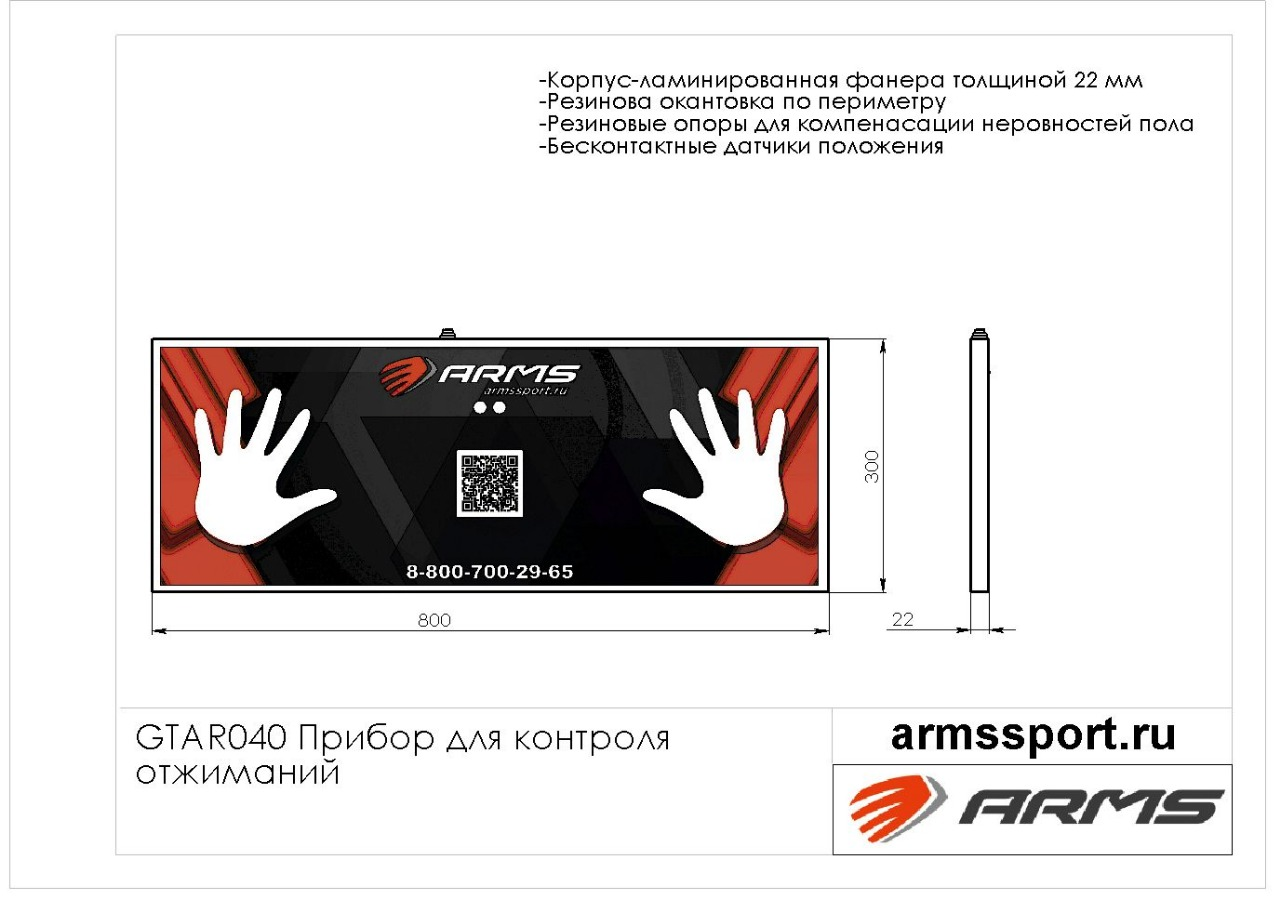 -Корпус-ламинированная фанера толщиной 22 мм
-Резинова окантовка по периметру
-Резиновые опоры для компенасации неровностей пола
-Бесконтактные датчики положения
ARMS
armssport.ru
300
8-800-700-29-65
800
22
GTAR040 Прибор для контроля
отжиманий
armssport.ru
ARMS